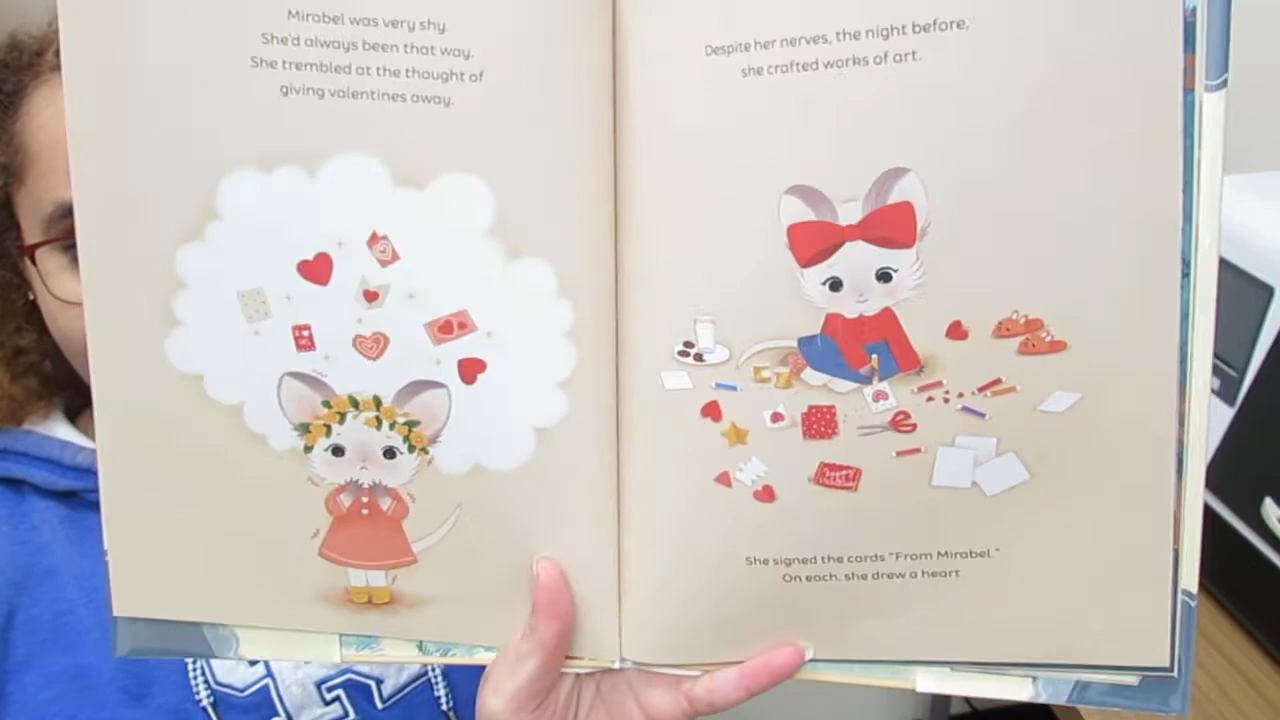 Mirabel was very shy.
She'd always been that way.
She trembled at the thought of
giving valentines away.
Despite her nerves, the night before,
she crafted works of art.
She signed the cards "From Mirabel."
On each, she drew a heart